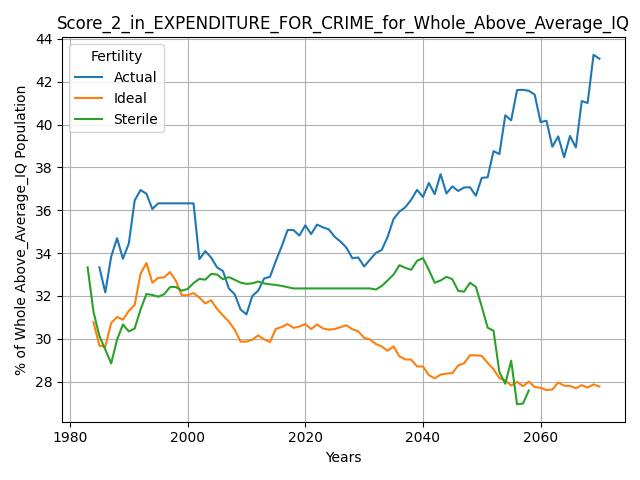 Score_2_in_EXPENDITURE_FOR_CRIME_for_Whole_Above_Average_IQ
44
42
40
38
36
34
32
30
28
% of Whole Above_Average_IQ Population
Fertility
Actual
Ideal
Sterile
1980
2000
2020
2040
2060
Years